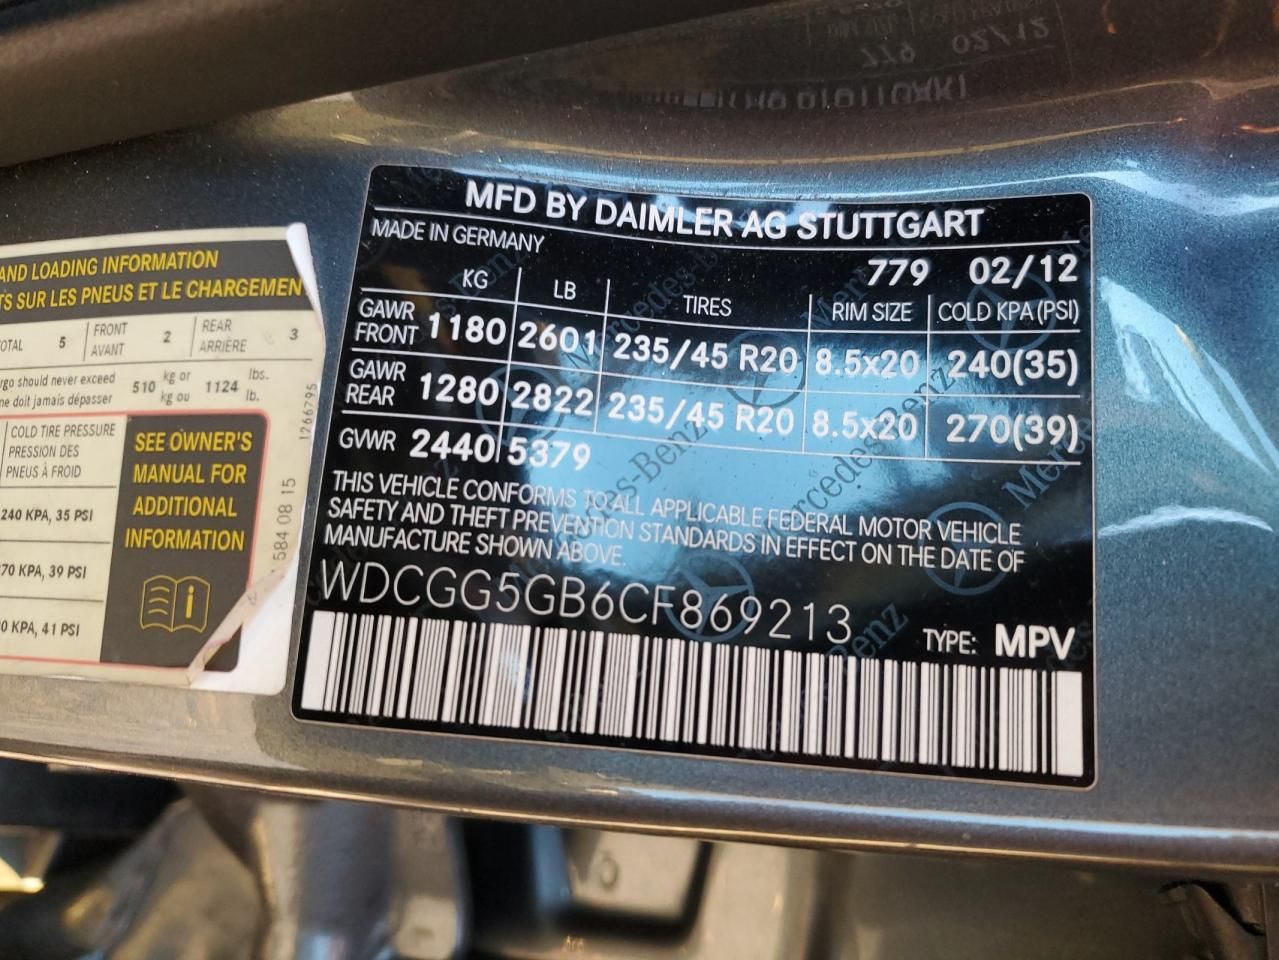 AND LOADING INFORMATION
SUR LES PNEUS ET LE CHARGEMEN
5
FRONT
AVANT
2
REAR
ARRIÈRE
3
should never exceed
doit jamais dépasser
510
kg or
kg ou
1124
lbs.
lb.
COLD TIRE PRESSURE
PRESSION DES
PNEUS À FROID
240 KPA, 35 PSI
KPA, 39 PSI
KPA, 41 PSI
SEE OWNER'S
MANUAL FOR
ADDITIONAL
INFORMATION
1266795
584 08 15
MFD BY DAIMLER AG STUTTGART
MADE IN GERMANY
779 02/12
KG LB TIRES RIM SIZE COLD KPA (PSI)
GAWR
FRONT 1180 2601 235/45 R20 8.5x20 240(35)
GAWR
REAR 1280 2822 235/45 R20 8.5x20 270(39)
GVWR 2440 5379
THIS VEHICLE CONFORMS TO ALL APPLICABLE FEDERAL MOTOR VEHICLE
SAFETY AND THEFT PREVENTION STANDARDS IN EFFECT ON THE DATE OF
MANUFACTURE SHOWN ABOVE.
WDCGG5GB6CF869213
TYPE: MPV